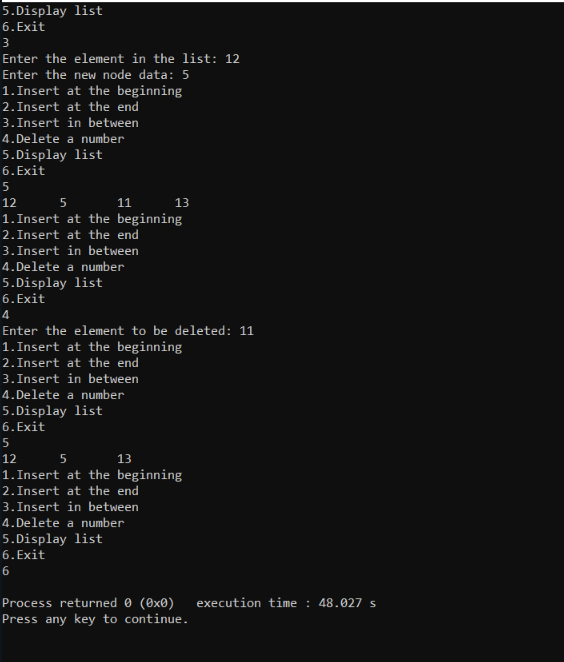 5.Display list
6.Exit
3
Enter the element in the list: 12
Enter the new node data: 5
1.Insert at the beginning
2.Insert at the end
3.Insert in between
4.Delete a number
5.Display list
6.Exit
5
12      5       11      13
1.Insert at the beginning
2.Insert at the end
3.Insert in between
4.Delete a number
5.Display list
6.Exit
4
Enter the element to be deleted: 11
1.Insert at the beginning
2.Insert at the end
3.Insert in between
4.Delete a number
5.Display list
6.Exit
5
12      5       13
1.Insert at the beginning
2.Insert at the end
3.Insert in between
4.Delete a number
5.Display list
6.Exit
6

Process returned 0 (0x0)   execution time : 48.027 s
Press any key to continue.